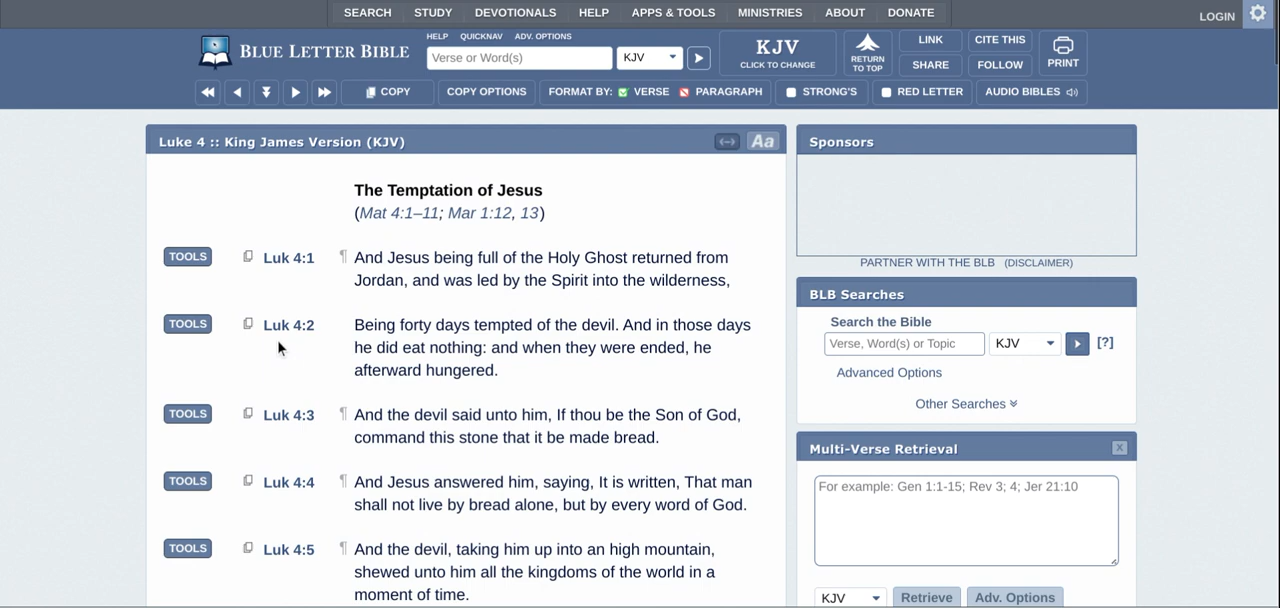 SEARCH STUDY DEVOTIONALS HELP APPS & TOOLS MINISTRIES ABOUT DONATE LOGIN
BLUE LETTER BIBLE
HELP QUICKNAV ADV. OPTIONS
Verse or Word(s) KJV
KJV
CLICK TO CHANGE
RETURN
TO TOP
LINK CITE THIS
SHARE FOLLOW
PRINT
COPY COPY OPTIONS FORMAT BY: VERSE PARAGRAPH STRONG'S RED LETTER AUDIO BIBLES
Luke 4 :: King James Version (KJV) Aa
The Temptation of Jesus
(Mat 4:1–11; Mar 1:12, 13)
TOOLS Luk 4:1 ¶ And Jesus being full of the Holy Ghost returned from
Jordan, and was led by the Spirit into the wilderness,
TOOLS Luk 4:2 Being forty days tempted of the devil. And in those days
he did eat nothing: and when they were ended, he
afterward hungered.
TOOLS Luk 4:3 ¶ And the devil said unto him, If thou be the Son of God,
command this stone that it be made bread.
TOOLS Luk 4:4 ¶ And Jesus answered him, saying, It is written, That man
shall not live by bread alone, but by every word of God.
TOOLS Luk 4:5 ¶ And the devil, taking him up into an high mountain,
shewed unto him all the kingdoms of the world in a
moment of time.
Sponsors
PARTNER WITH THE BLB (DISCLAIMER)
BLB Searches
Search the Bible
Verse, Word(s) or Topic KJV [?]
Advanced Options
Other Searches
Multi-Verse Retrieval X
For example: Gen 1:1-15; Rev 3; 4; Jer 21:10
KJV Retrieve Adv. Options